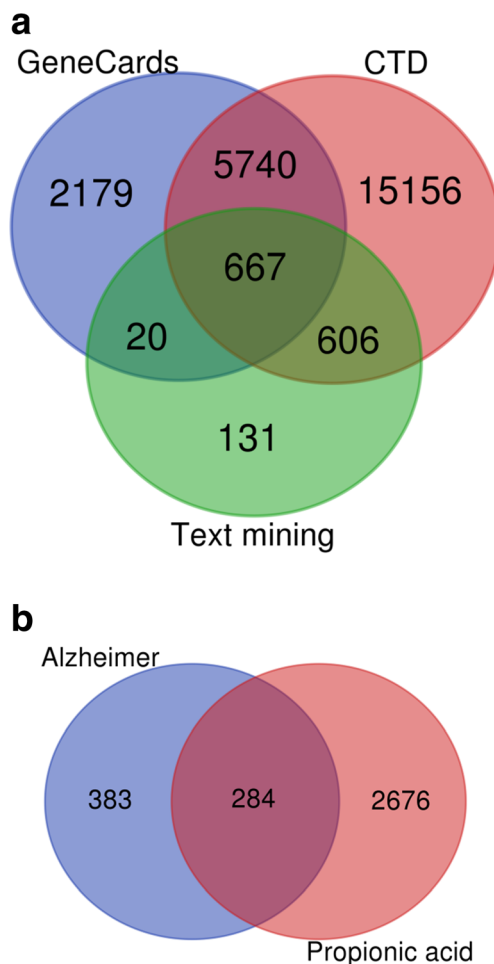 a
GeneCards CTD
5740
2179 15156
667
20 606
131
Text mining
b
Alzheimer
383 284 2676
Propionic acid